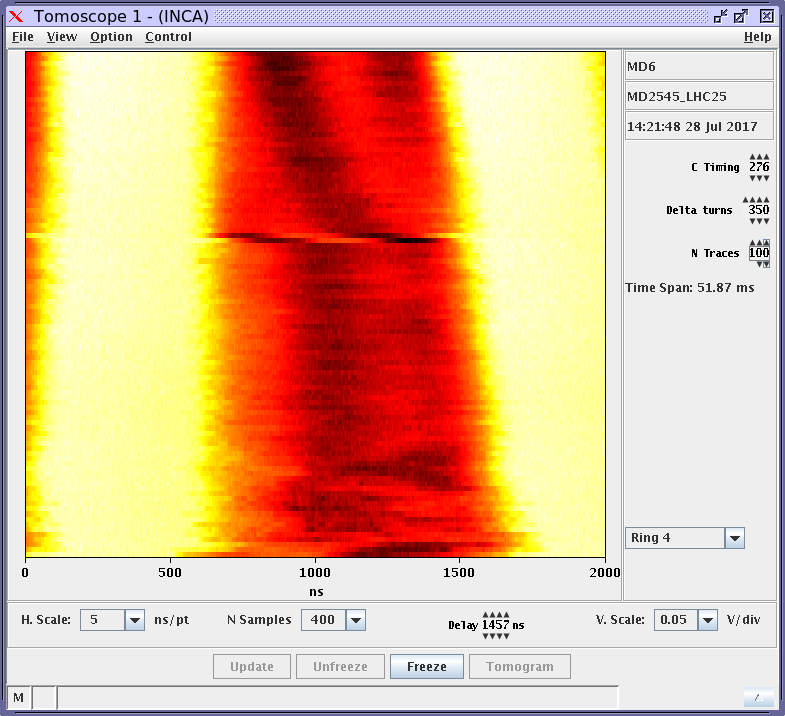 Tomoscope 1 - (INCA)
File View Option Control Help
MD6
MD2545_LHC25
14:21:48 28 Jul 2017
C Timing 276
Delta turns 350
N Traces 100
Time Span: 51.87 ms
Ring 4
0 500 1000 1500 2000
ns
H. Scale: 5 ns/pt N Samples 400 Delay 1457 ns V. Scale: 0.05 V/div
Update Unfreeze Freeze Tomogram
M